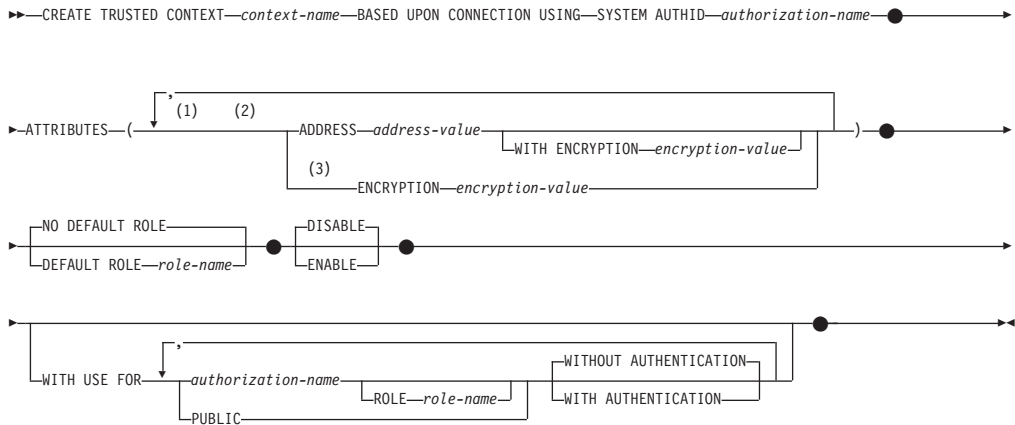 CREATE TRUSTED CONTEXT context-name BASED UPON CONNECTION USING SYSTEM AUTHID authorization-name
,
(1) (2)
ATTRIBUTES ( ADDRESS address-value )
WITH ENCRYPTION encryption-value
(3)
ENCRYPTION encryption-value
NO DEFAULT ROLE DISABLE
DEFAULT ROLE role-name ENABLE
,
WITHOUT AUTHENTICATION
WITH USE FOR authorization-name
ROLE role-name WITH AUTHENTICATION
PUBLIC